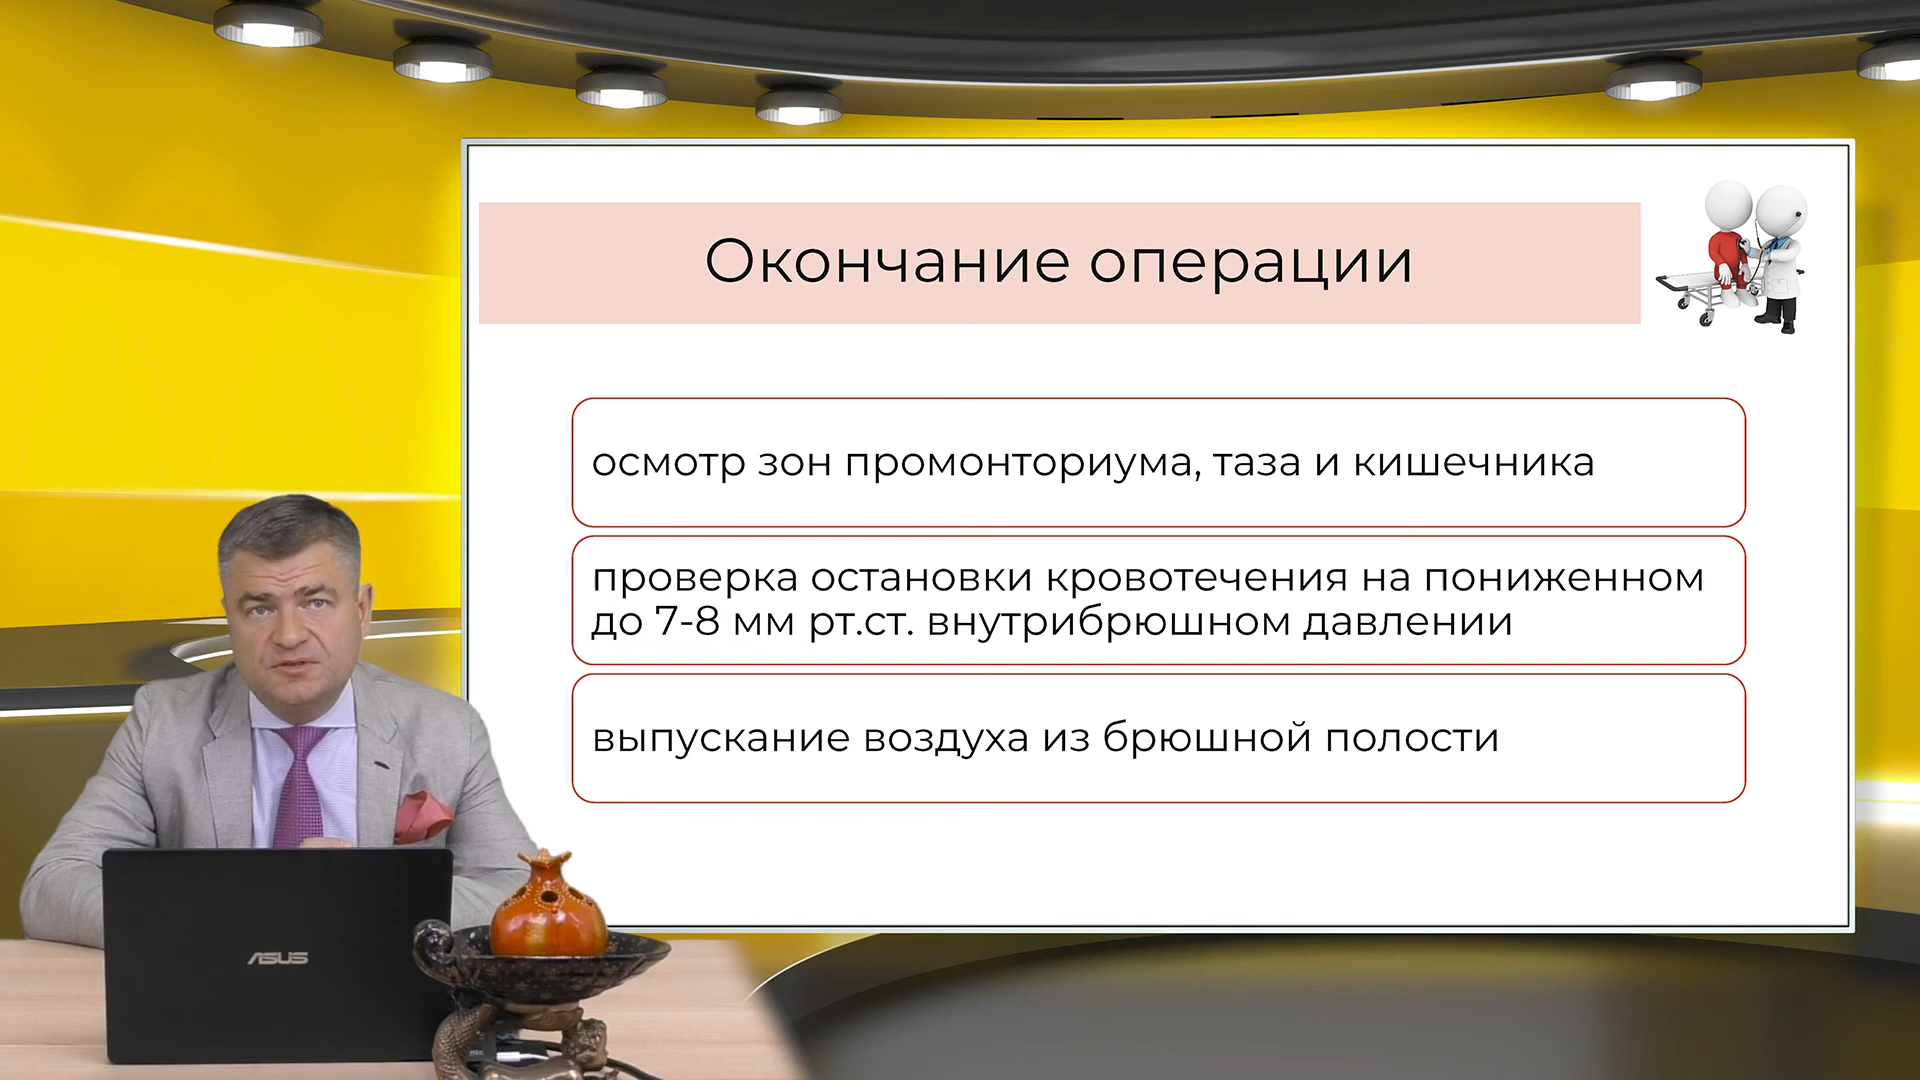 Окончание операции
осмотр зон промонториума, таза и кишечника
проверка остановки кровотечения на пониженном
до 7-8 мм рт.ст. внутрибрюшном давлении
выпускание воздуха из брюшной полости
ASUS